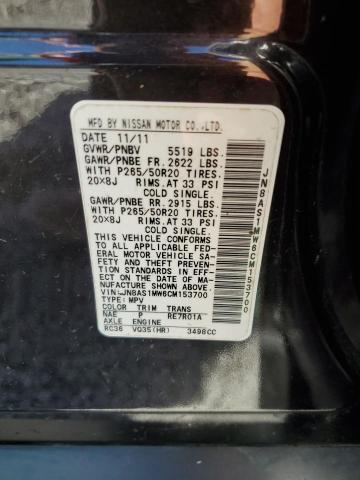 MFD BY NISSAN MOTOR CO.,LTD.
DATE 11/11
GVWR/PNBV 5519 LBS.
GAWR/PNBE FR. 2622 LBS.
WITH P265/50R20 TIRES.
20X8J RIMS.AT 33 PSI
COLD SINGLE.
GAWR/PNBE RR. 2915 LBS.
WITH P265/50R20 TIRES.
20X8J RIMS.AT 33 PSI
COLD SINGLE.
THIS VEHICLE CONFORMS
TO ALL APPLICABLE FED-
ERAL MOTOR VEHICLE SA-
FETY AND THEFT PREVEN-
TION STANDARDS IN EFF-
ECT ON THE DATE OF MA-
NUFACTURE SHOWN ABOVE.
VIN:JN8AS1MW6CM153700
TYPE:MPV
COLOR TRIM TRANS
NAE P RE7R01A
AXLE ENGINE
RC36 VQ35(HR) 3498CC
JN8AS1MW6CM153700